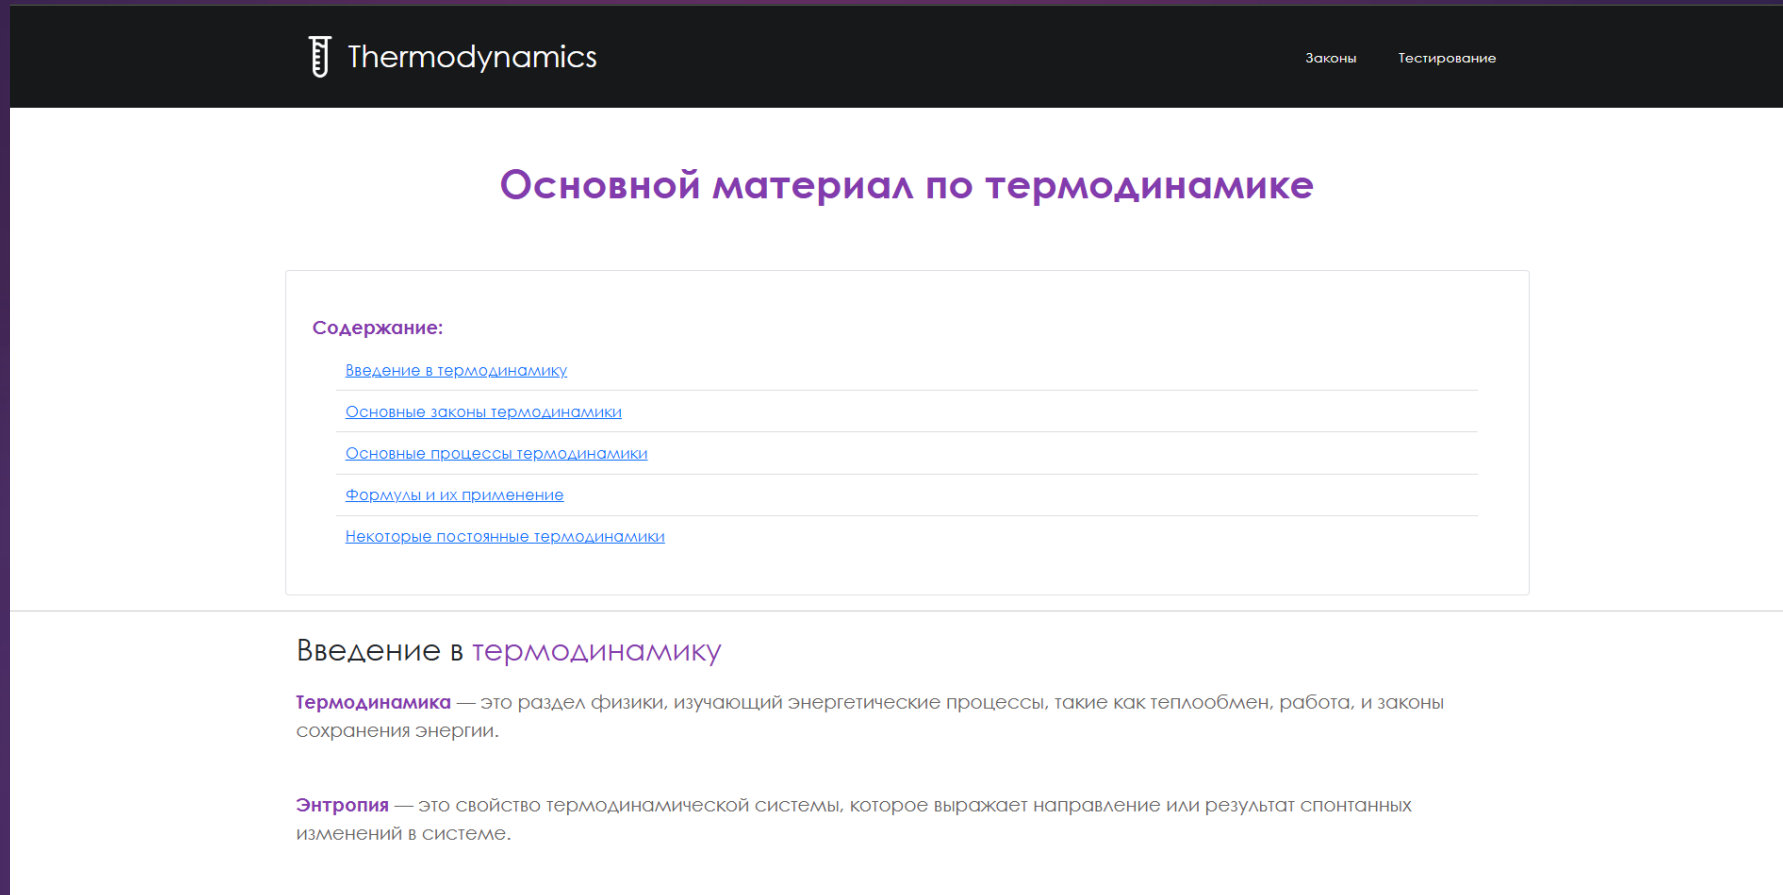 Thermodynamics
Законы
Тестирование
Основной материал по термодинамике
Содержание:
Введение в термодинамику
Основные законы термодинамики
Основные процессы термодинамики
Формулы и их применение
Некоторые постоянные термодинамики
Введение в термодинамику
Термодинамика — это раздел физики, изучающий энергетические процессы, такие как теплообмен, работа, и законы
сохранения энергии.
Энтропия — это свойство термодинамической системы, которое выражает направление или результат спонтанных
изменений в системе.